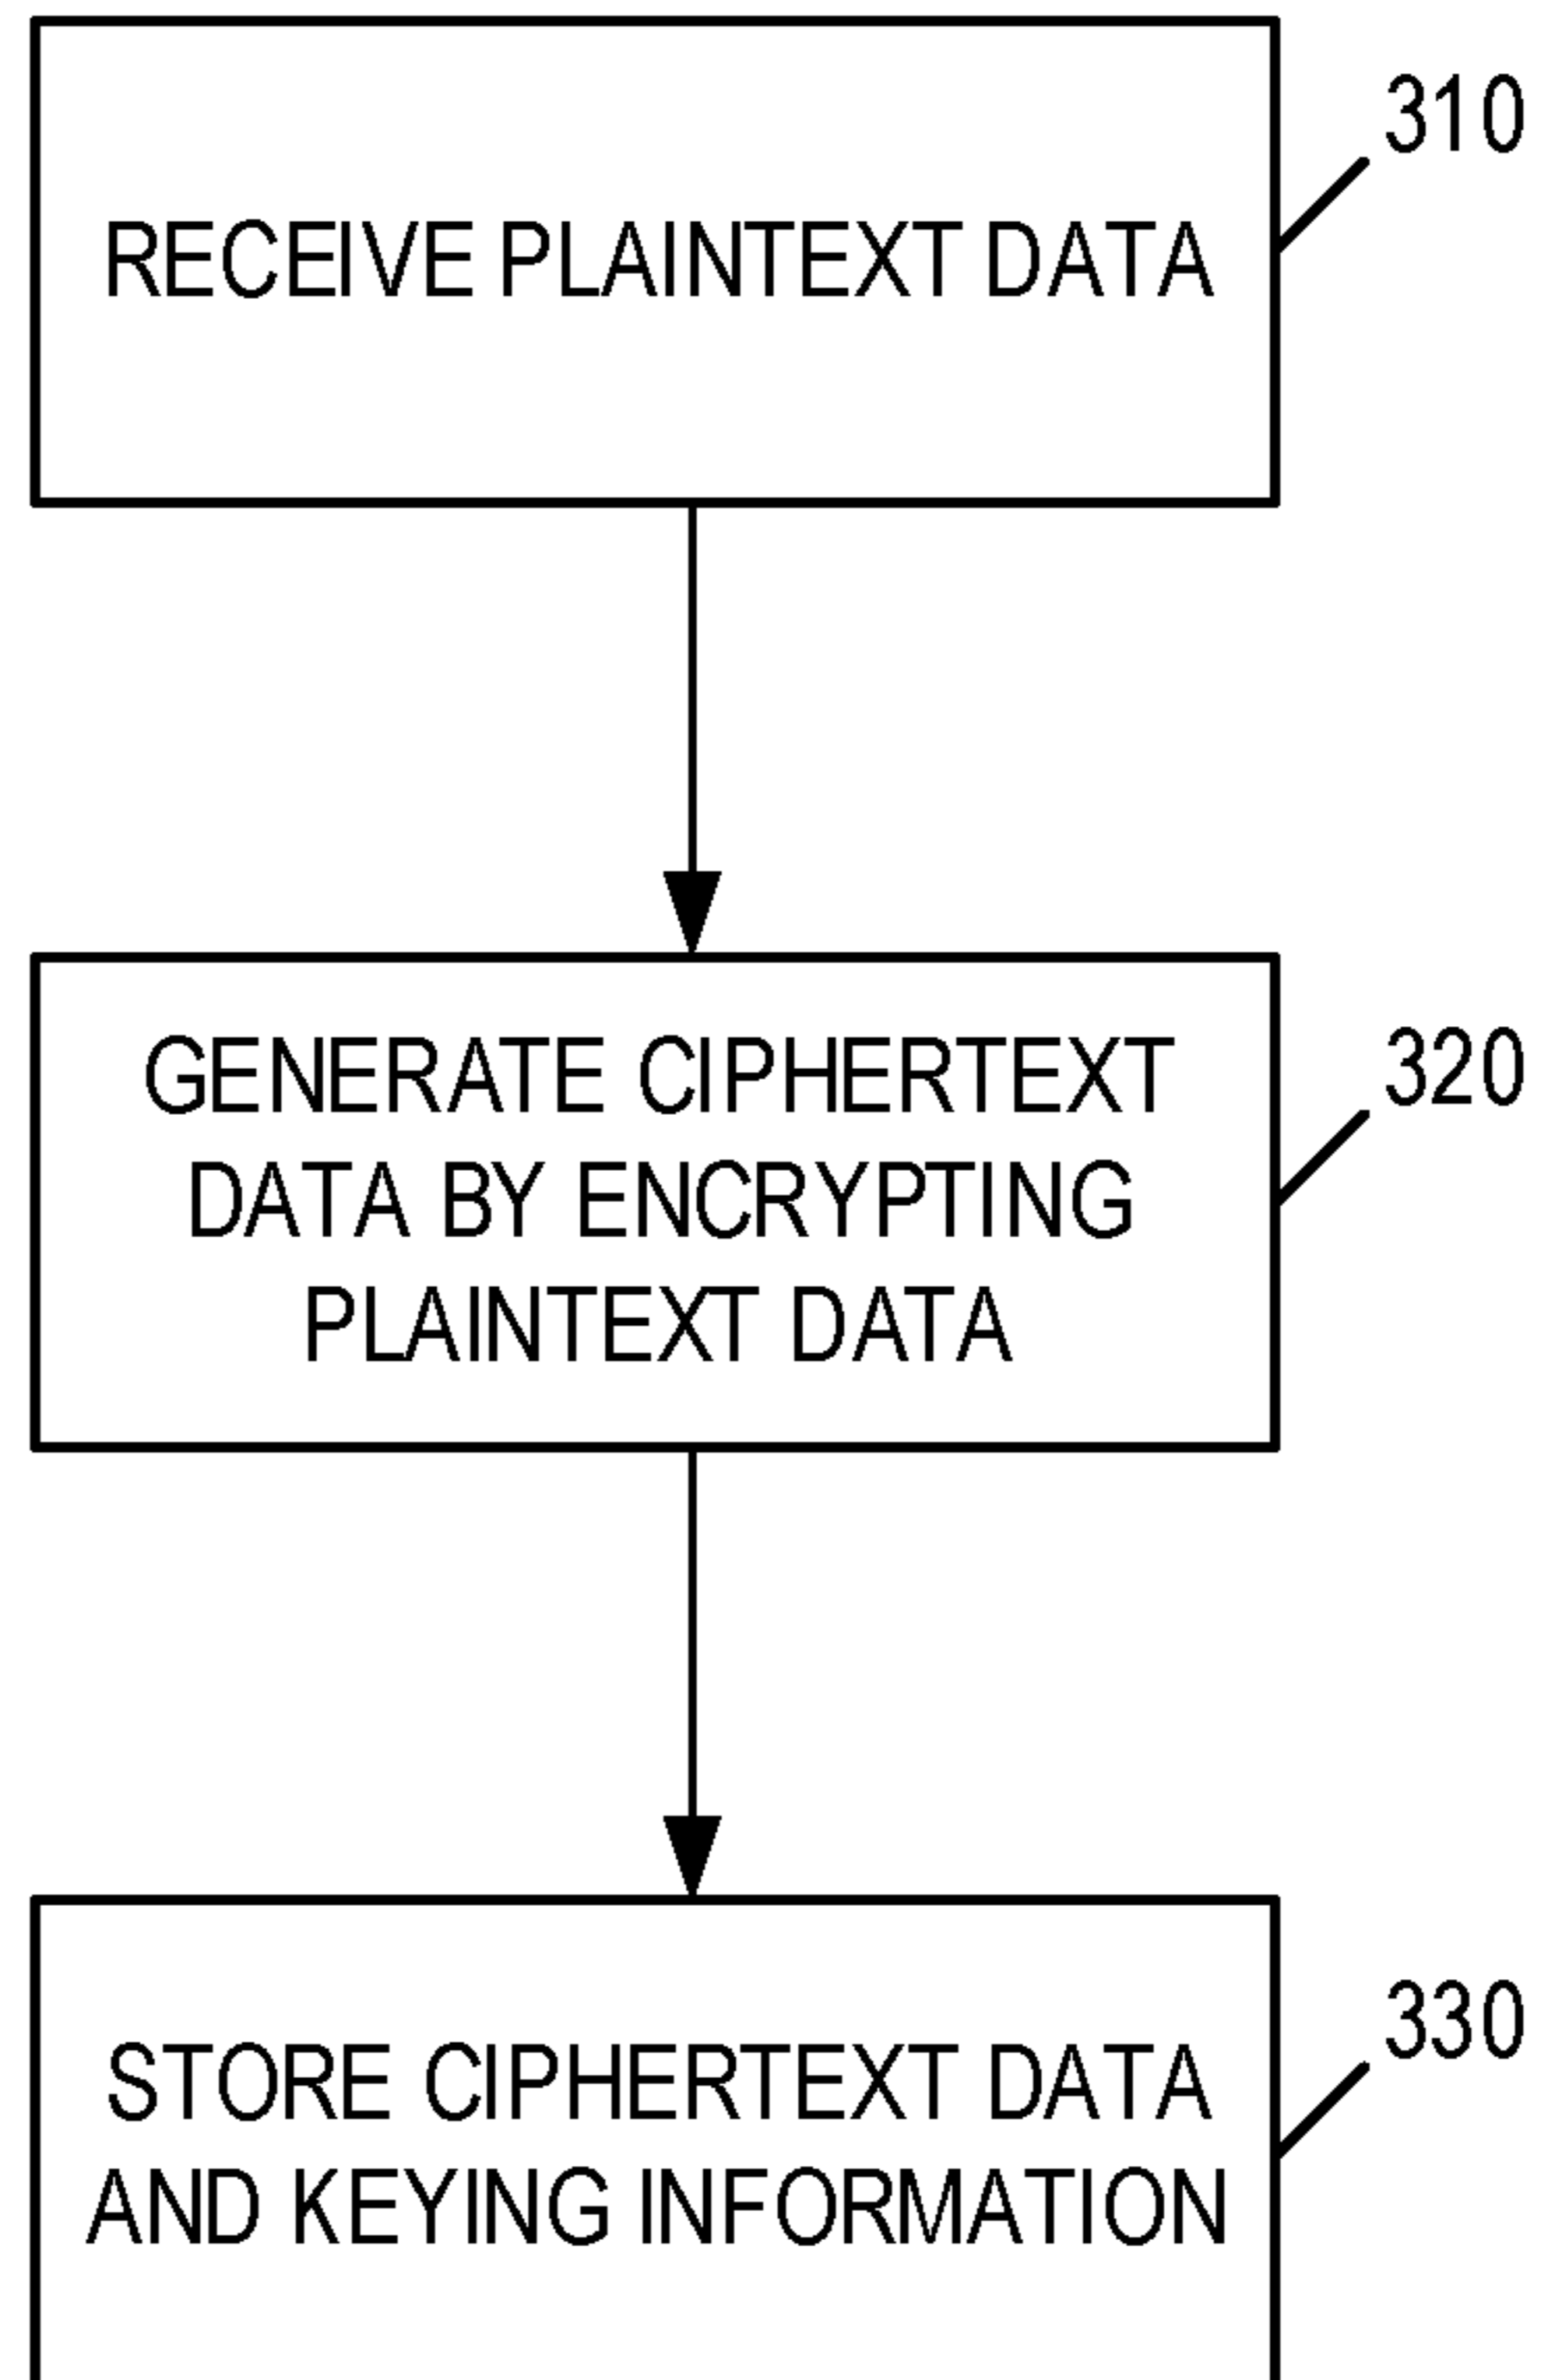 310
RECEIVE PLAINTEXT DATA
320
GENERATE CIPHERTEXT
DATA BY ENCRYPTING
PLAINTEXT DATA
330
STORE CIPHERTEXT DATA
AND KEYING INFORMATION